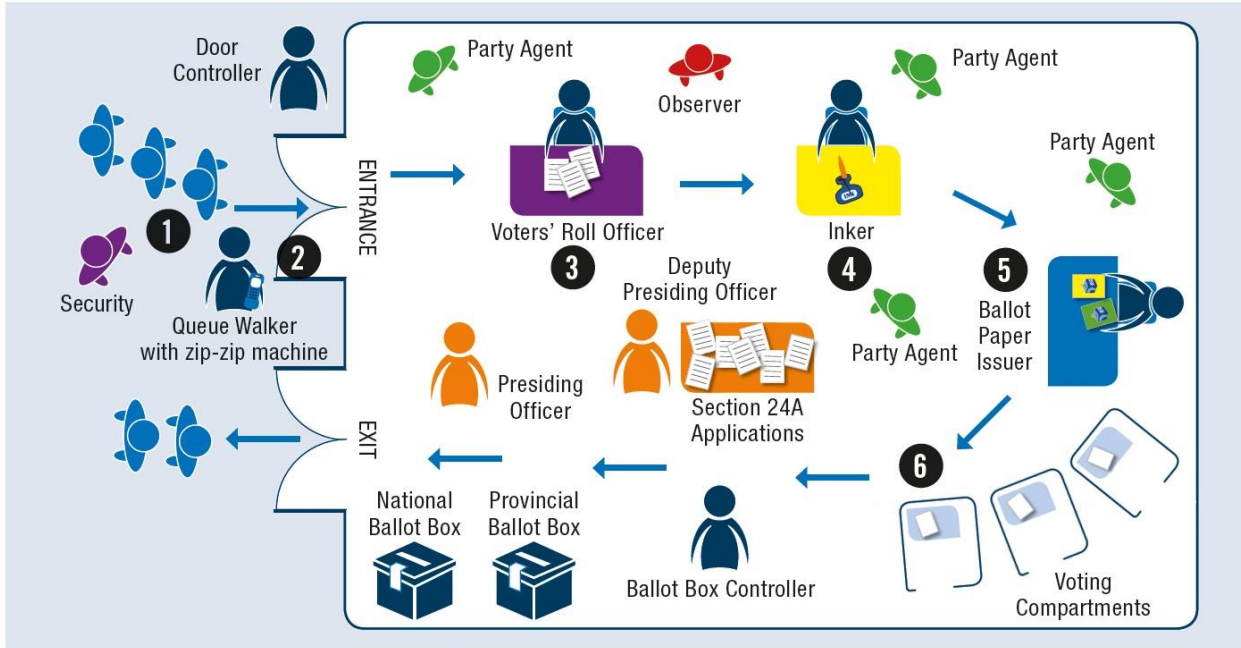 Door
Controller
Party Agent
Observer
Party Agent
Party Agent
ENTRANCE
1
2
Security
Queue Walker
with zip-zip machine
Voters' Roll Officer
3
Inker
ink
4
5
Ballot
Paper
Issuer
Deputy
Presiding Officer
Party Agent
Presiding
Officer
Section 24A
Applications
EXIT
6
National
Ballot Box
Provincial
Ballot Box
Ballot Box Controller
Voting
Compartments